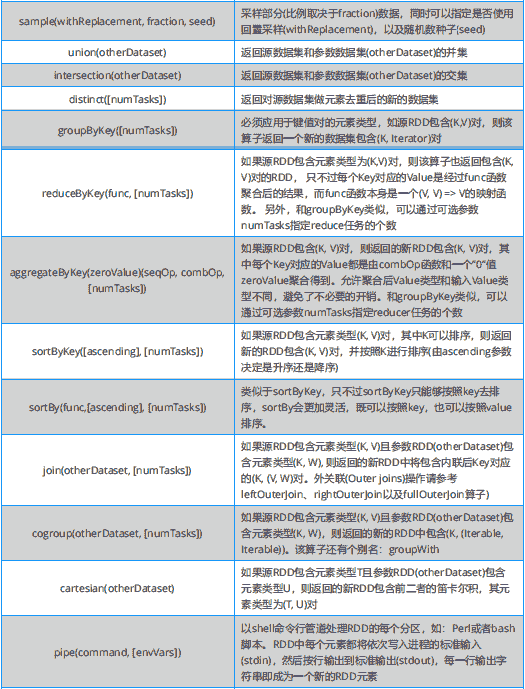 sample(withReplacement, fraction, seed)
采样部分(比例取决于fraction)数据，同时可以指定是否使用
回置采样(withReplacement)，以及随机数种子(seed)
union(otherDataset)
返回源数据集和参数数据集(otherDataset)的并集
intersection(otherDataset)
返回源数据集和参数数据集(otherDataset)的交集
distinct([numTasks])
返回对源数据集做元素去重后的新的数据集
groupByKey([numTasks])
必须应用于键值对的元素类型，如源RDD包含(K,V)对，则该
算子返回一个新的数据集包含(K, Iterator)对
reduceByKey(func, [numTasks])
如果源RDD包含元素类型为(K,V)对，则该算子也返回包含(K,
V)对的RDD， 只不过每个Key对应的Value是经过func函数
聚合后的结果，而func函数本身是一个(V, V) => V的映射函
数。 另外，和groupByKey类似，可以通过可选参数
numTasks指定reduce任务的个数
aggregateByKey(zeroValue)(seqOp, combOp,
[numTasks])
如果源RDD包含(K, V)对，则返回的新RDD包含(K, V)对，其
中每个Key对应的Value都是由combOp函数和一个“0”值
zeroValue聚合得到。允许聚合后Value类型和输入Value类
型不同，避免了不必要的开销。和groupByKey类似，可以
通过可选参数numTasks指定reducer任务的个数
sortByKey([ascending], [numTasks])
如果源RDD包含元素类型(K, V)对，其中K可以排序，则返回
新的RDD包含(K, V)对，并按照K进行排序(由ascending参数
决定是升序还是降序)
sortBy(func,[ascending], [numTasks])
类似于sortByKey，只不过sortByKey只能够按照key去排
序，sortBy会更加灵活，既可以按照key，也可以按照value
排序。
join(otherDataset, [numTasks])
如果源RDD包含元素类型(K, V)且参数RDD(otherDataset)包
含元素类型(K, W), 则返回的新RDD中将包含内联后Key对应
的(K, (V, W)对。外关联(Outer joins)操作请参考
leftOuterJoin、rightOuterJoin以及fullOuterJoin算子)
cogroup(otherDataset, [numTasks])
如果源RDD包含元素类型(K, V)且参数RDD(otherDataset)包
含元素类型(K, W)，则返回的新的RDD中包含(K, (Iterable,
Iterable))。该算子还有个别名：groupWith
cartesian(otherDataset)
如果源RDD包含元素类型T且参数RDD(otherDataset)包含
元素类型U，则返回的新RDD包含前二者的笛卡尔积，其元
素类型为(T, U)对
pipe(command, [envVars])
以shell命令行管道处理RDD的每个分区，如：Perl或者bash
脚本。RDD中每个元素都将依次写入进程的标准输入
(stdin)，然后按行输出到标准输出(stdout)，每一行输出字
符串即成为一个新的RDD元素